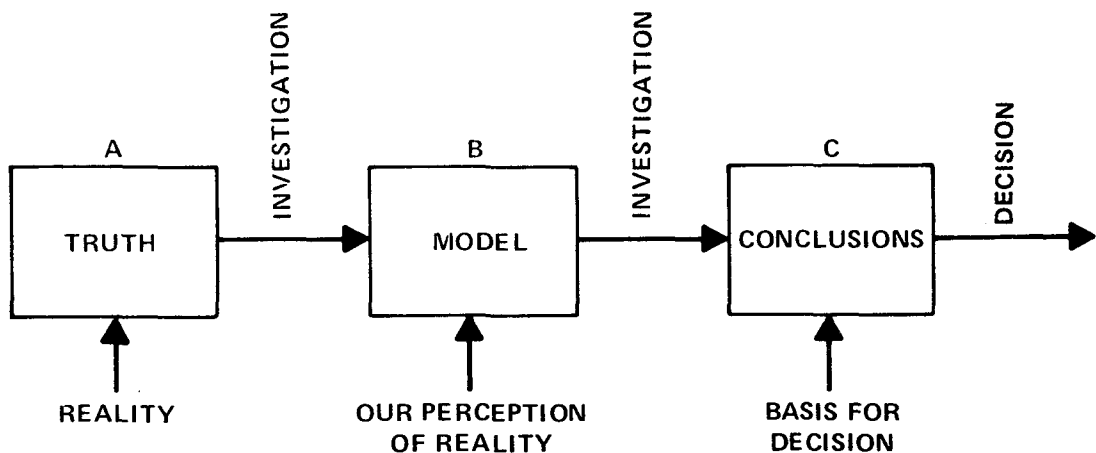 INVESTIGATION
INVESTIGATION
DECISION
A
B
C
TRUTH
MODEL
CONCLUSIONS
REALITY
OUR PERCEPTION
OF REALITY
BASIS FOR
DECISION